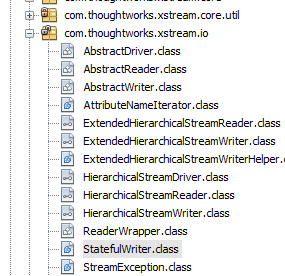 com.thoughtworks.xstream.core.util
com.thoughtworks.xstream.io
AbstractDriver.class
AbstractReader.class
AbstractWriter.class
AttributeNameIterator.class
ExtendedHierarchicalStreamReader.class
ExtendedHierarchicalStreamWriter.class
ExtendedHierarchicalStreamWriterHelper.class
HierarchicalStreamDriver.class
HierarchicalStreamReader.class
HierarchicalStreamWriter.class
ReaderWrapper.class
StatefulWriter.class
StreamException.class